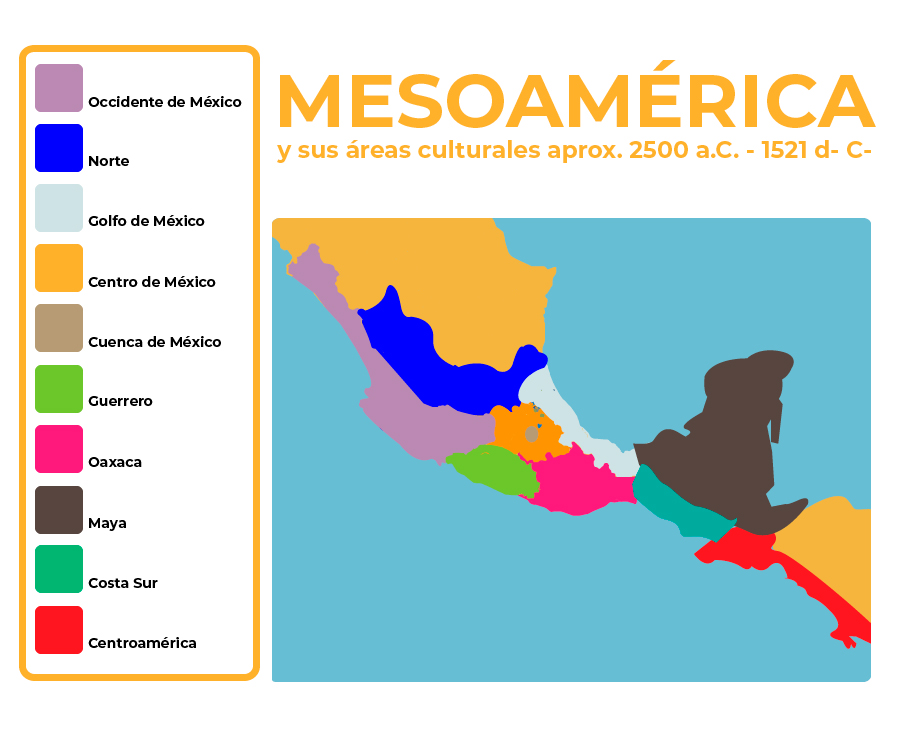 MESOAMÉRICA
y sus áreas culturales aprox. 2500 a.C. - 1521 d- C-
Occidente de México
Norte
Golfo de México
Centro de México
Cuenca de México
Guerrero
Oaxaca
Maya
Costa Sur
Centroamérica